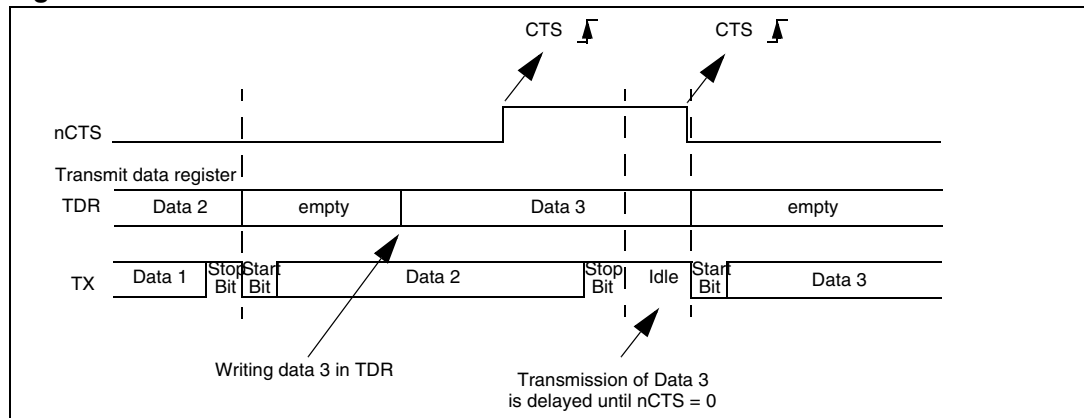 CTS CTS
nCTS
Transmit data register
TDR Data 2 empty Data 3 empty
TX Data 1 Stop Bit Start Bit Data 2 Stop Bit Idle Start Bit Data 3
Writing data 3 in TDR
Transmission of Data 3
is delayed until nCTS = 0